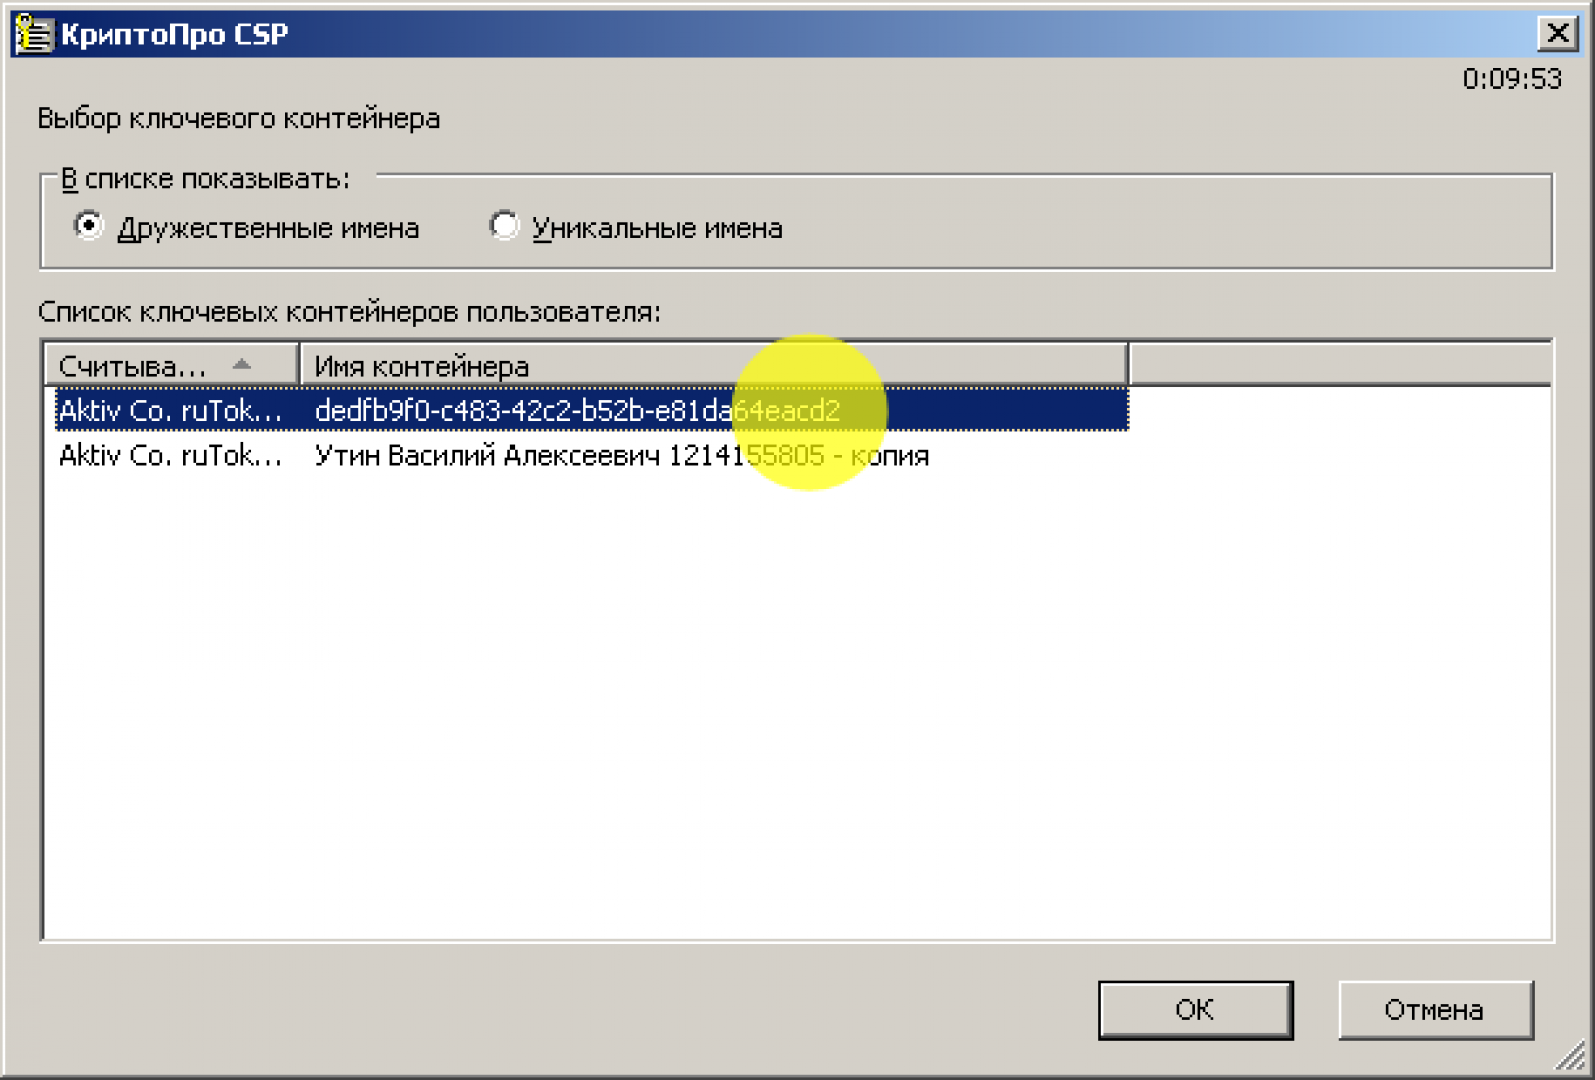 КриптоПро CSP
0:09:53
Выбор ключевого контейнера
В списке показывать:
Дружественные имена Уникальные имена
Список ключевых контейнеров пользователя:
Считыва... Имя контейнера
Aktiv Co. ruTok... dedfb9f0-c483-42c2-b52b-e81da64eacd2
Aktiv Co. ruTok... Утин Василий Алексеевич 1214155805 - копия
ОК Отмена